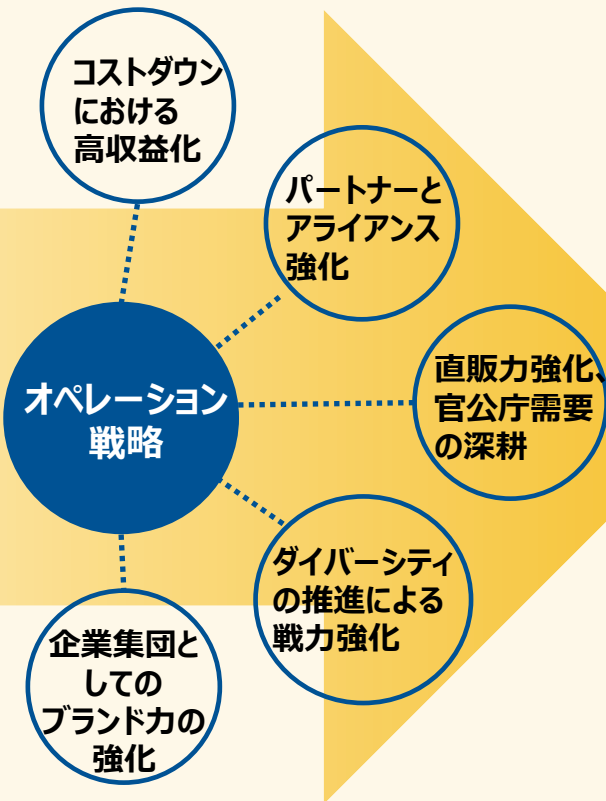 コストダウン
における
高収益化
パートナーと
アライアンス
強化
オペレーション
戦略
直販力強化、
官公庁需要
の深耕
ダイバーシティ
の推進による
戦力強化
企業集団と
しての
ブランド力の
強化